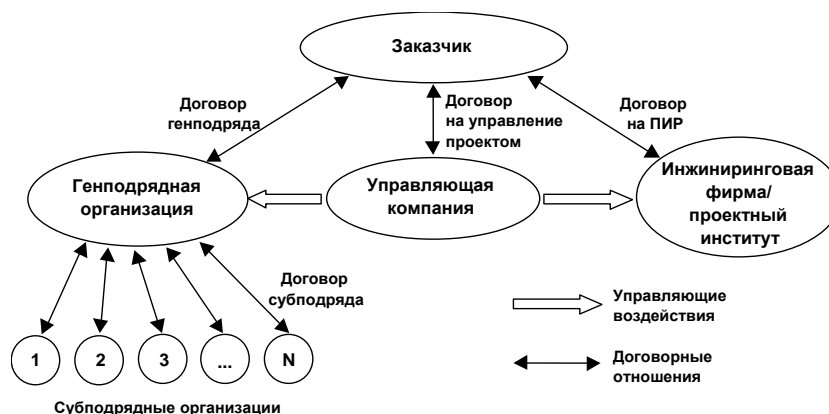 Заказчик
Договор
генподряда
Договор
на управление
проектом
Договор
на ПИР
Генподрядная
организация
Управляющая
компания
Инжиниринговая
фирма/
проектный
институт
Договор
субподряда
1
2
3
...
N
Субподрядные организации
Управляющие
воздействия
Договорные
отношения